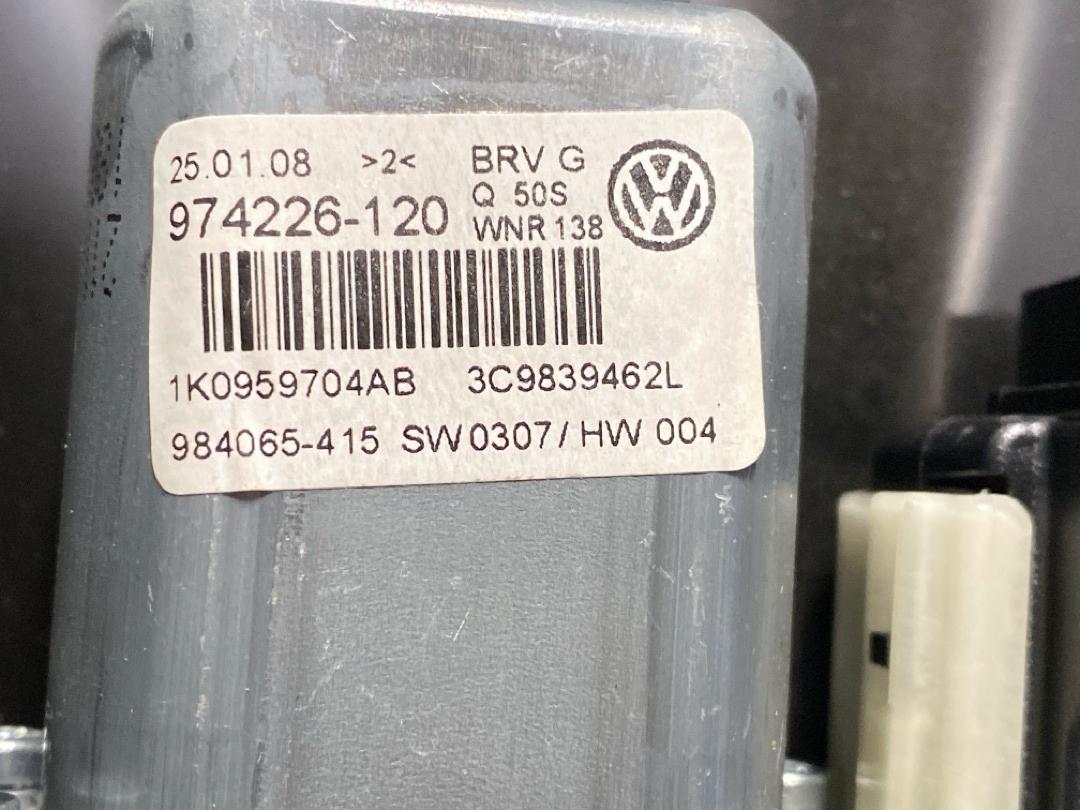 25.01.08 >2< BRV G
Q 50S
974226-120 WNR 138
1K0959704AB 3C9839462L
984065-415 SW0307/HW 004